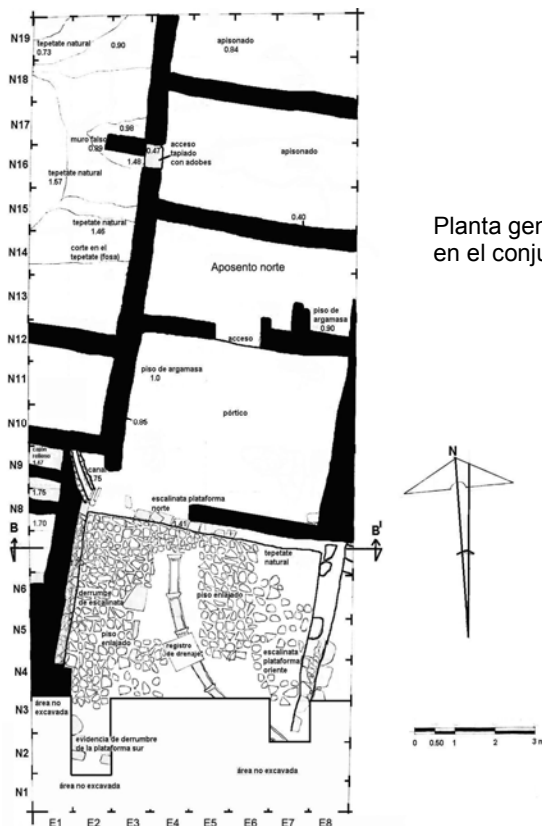 N19
tepetate natural
0.73
0.90
apisonado
0.84
N18
N17
0.98
muro falso
0.99
0.47
acceso
tapiado
con adobes
apisonado
N16
1.48
tepetate natural
1.57
N15
0.40
tepetate natural
1.46
Planta gen
en el conju
N14
corte en el
tepetate (fosa)
Aposento norte
N13
piso de
argamasa
0.90
N12
acceso
N11
piso de argamasa
1.0
pórtico
N10
0.85
N
N9
canal
.75
1.75
escalinata plataforma
norte
N8
1.70
1.41
B
B'
tepetate
natural
N6
derrumbe
de escalinata
piso enlajado
N5
piso
enlajado
registro
de drenaje
escalinata
plataforma
oriente
N4
N3
área no
excavada
evidencia de derrumbe
de la plataforma sur
N2
área no excavada
0 0.50 1 2 3 m
N1
área no excavada
E1 E2 E3 E4 E5 E6 E7 E8